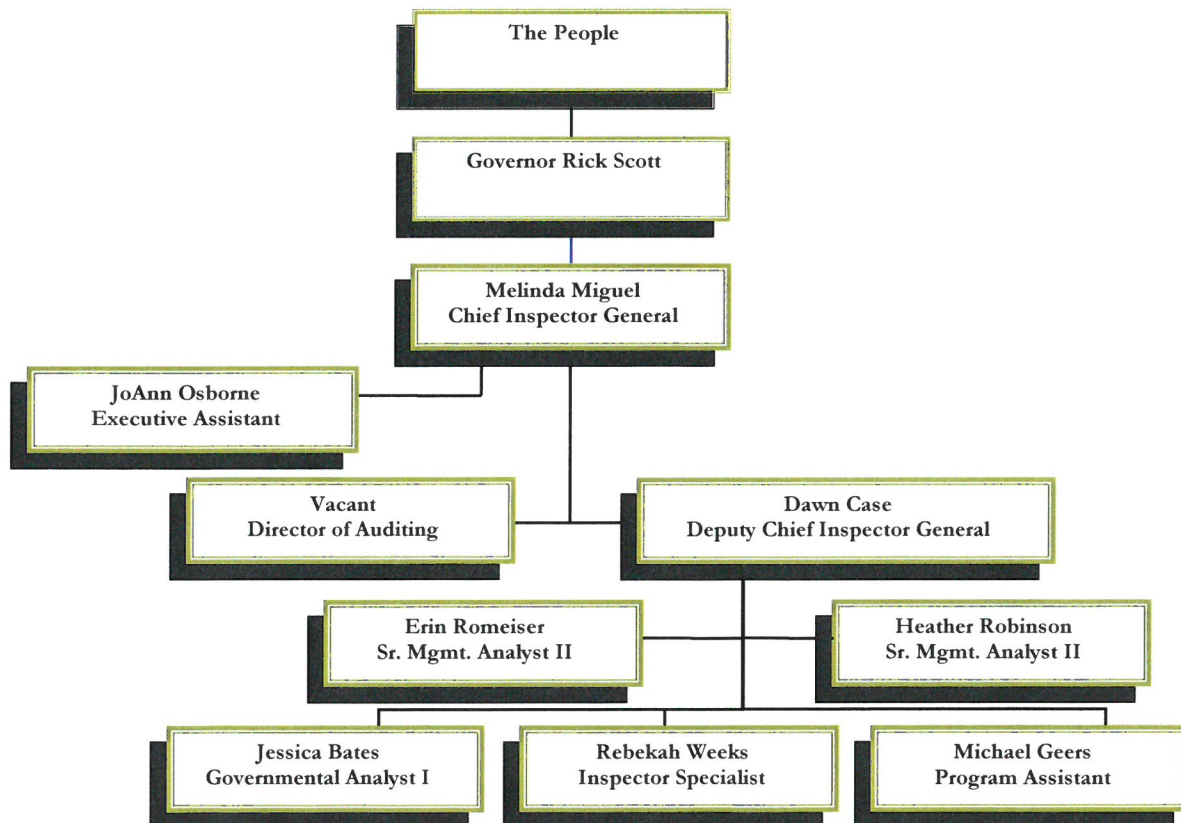 The People
Governor Rick Scott
Melinda Miguel
Chief Inspector General
JoAnn Osborne
Executive Assistant
Vacant
Director of Auditing
Dawn Case
Deputy Chief Inspector General
Erin Romeiser
Sr. Mgmt. Analyst II
Heather Robinson
Sr. Mgmt. Analyst II
Jessica Bates
Governmental Analyst I
Rebekah Weeks
Inspector Specialist
Michael Geers
Program Assistant